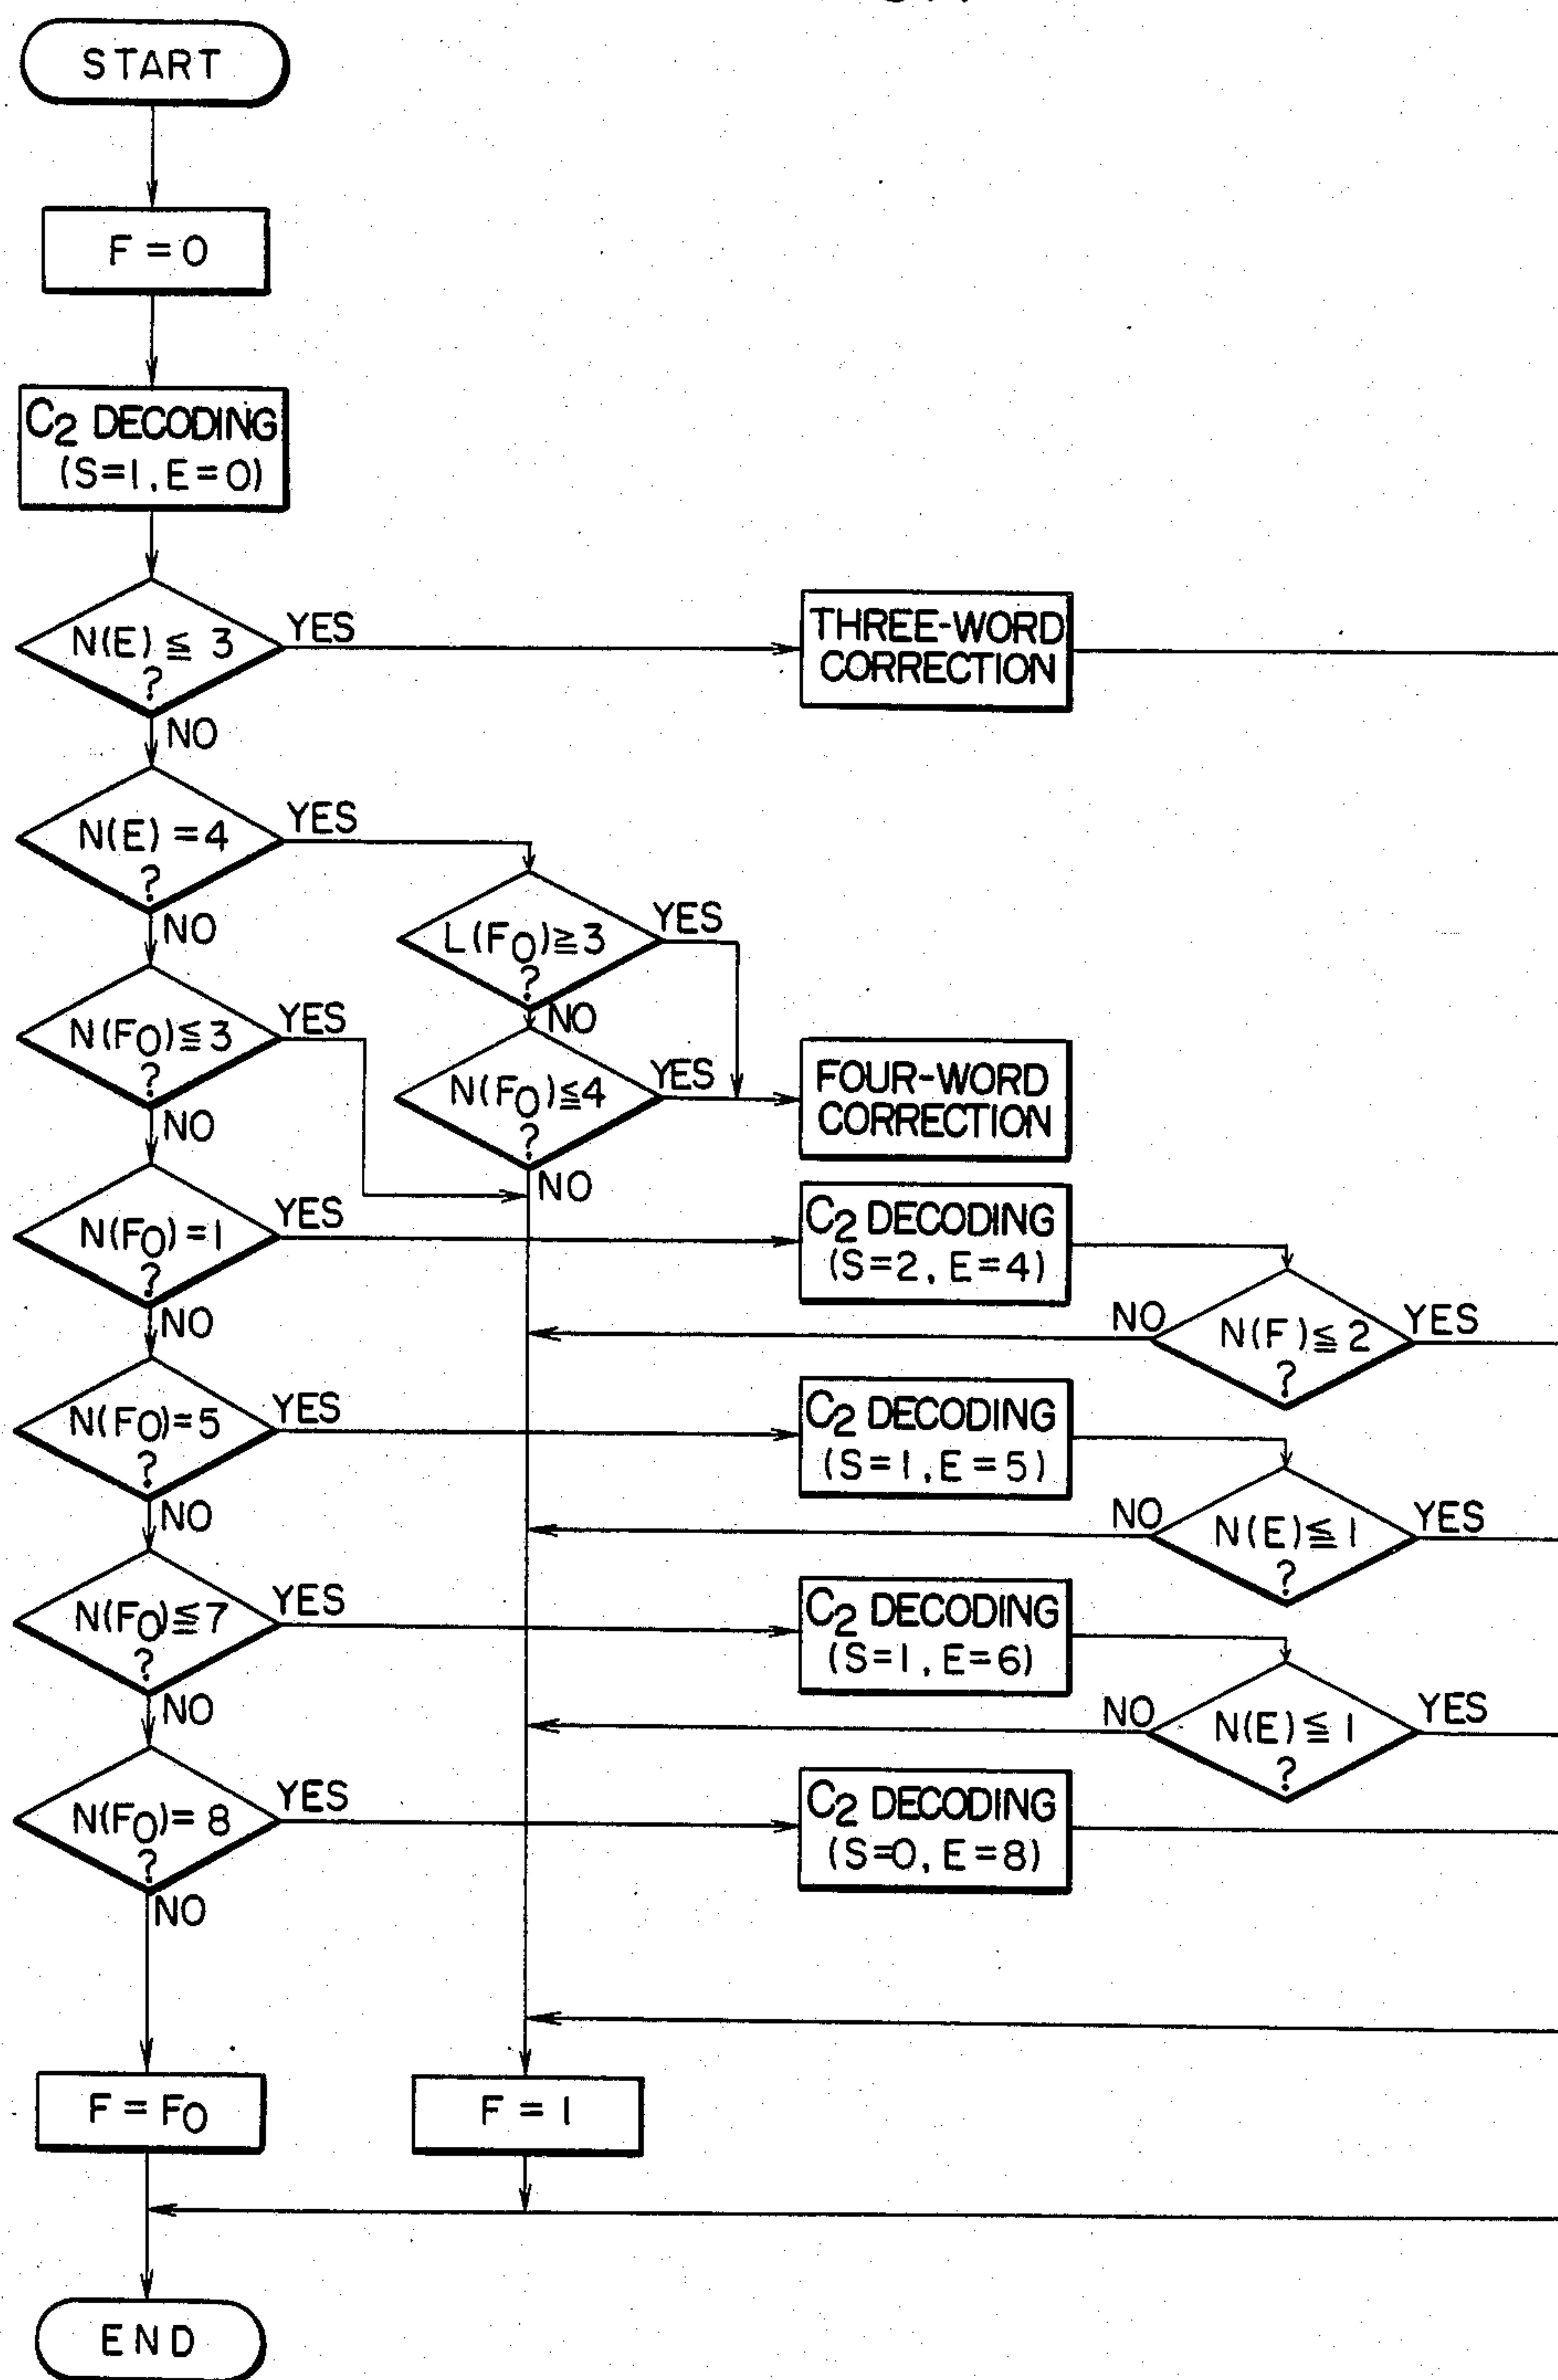 START
F = 0
C2 DECODING
(S=1, E=0)
N(E) ≦ 3
?
YES
NO
THREE-WORD
CORRECTION
N(E) = 4
?
YES
NO
L(F0) ≧ 3
?
YES
NO
N(F0) ≦ 3
?
YES
NO
N(F0) ≦ 4
?
YES
NO
FOUR-WORD
CORRECTION
N(F0) = 1
?
YES
NO
C2 DECODING
(S=2, E=4)
N(F) ≦ 2
?
NO
YES
N(F0) = 5
?
YES
NO
C2 DECODING
(S=1, E=5)
N(E) ≦ 1
?
NO
YES
N(F0) ≦ 7
?
YES
NO
C2 DECODING
(S=1, E=6)
N(E) ≦ 1
?
NO
YES
N(F0) = 8
?
YES
NO
C2 DECODING
(S=0, E=8)
F = F0
F = 1
END